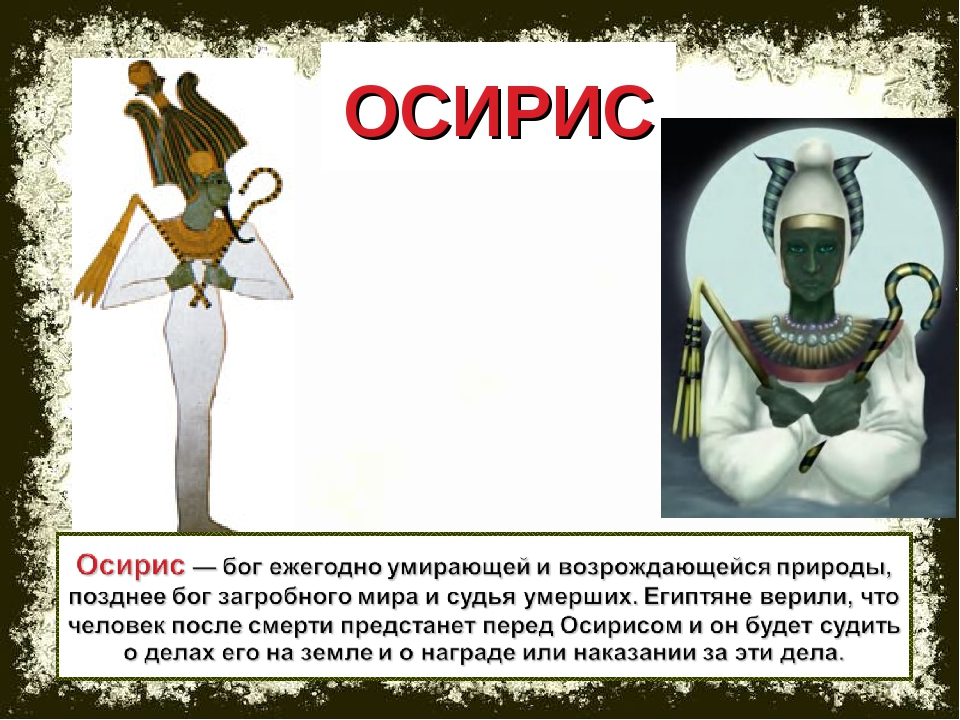 ОСИРИС
Осирис — бог ежегодно умирающей и возрождающейся природы,
позднее бог загробного мира и судья умерших. Египтяне верили, что
человек после смерти предстанет перед Осирисом и он будет судить
о делах его на земле и о награде или наказании за эти дела.